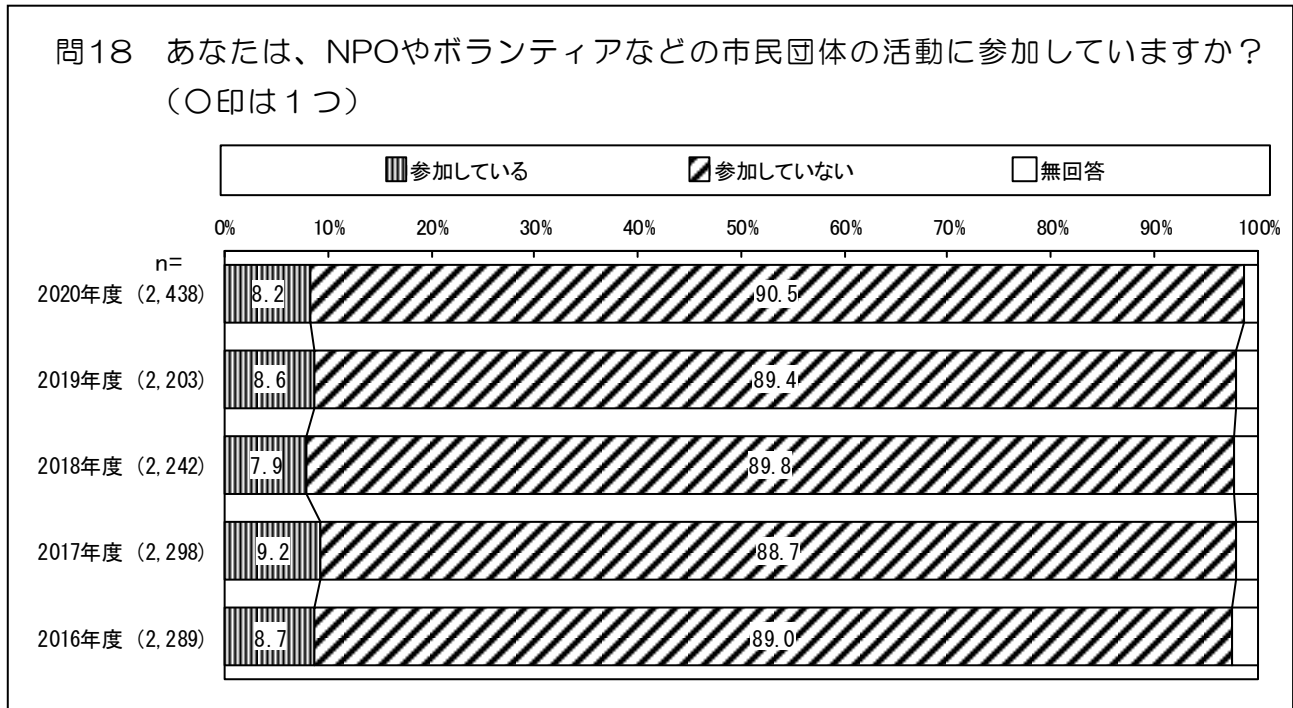 問18　あなたは、NPOやボランティアなどの市民団体の活動に参加していますか？
（〇印は１つ）
参加している　参加していない　無回答
0%　10%　20%　30%　40%　50%　60%　70%　80%　90%　100%
n=
2020年度（2,438）　8.2　90.5
2019年度（2,203）　8.6　89.4
2018年度（2,242）　7.9　89.8
2017年度（2,298）　9.2　88.7
2016年度（2,289）　8.7　89.0